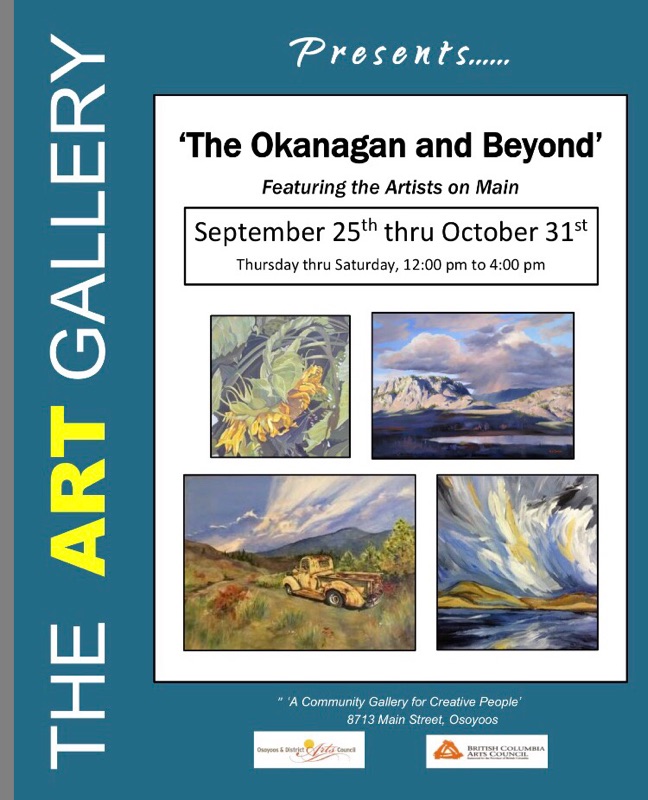 THE ART GALLERY
Presents......
‘The Okanagan and Beyond’
Featuring the Artists on Main
September 25th thru October 31st
Thursday thru Saturday, 12:00 pm to 4:00 pm
“ ‘A Community Gallery for Creative People’
8713 Main Street, Osoyoos
Osoyoos & District Arts Council
BRITISH COLUMBIA
ARTS COUNCIL